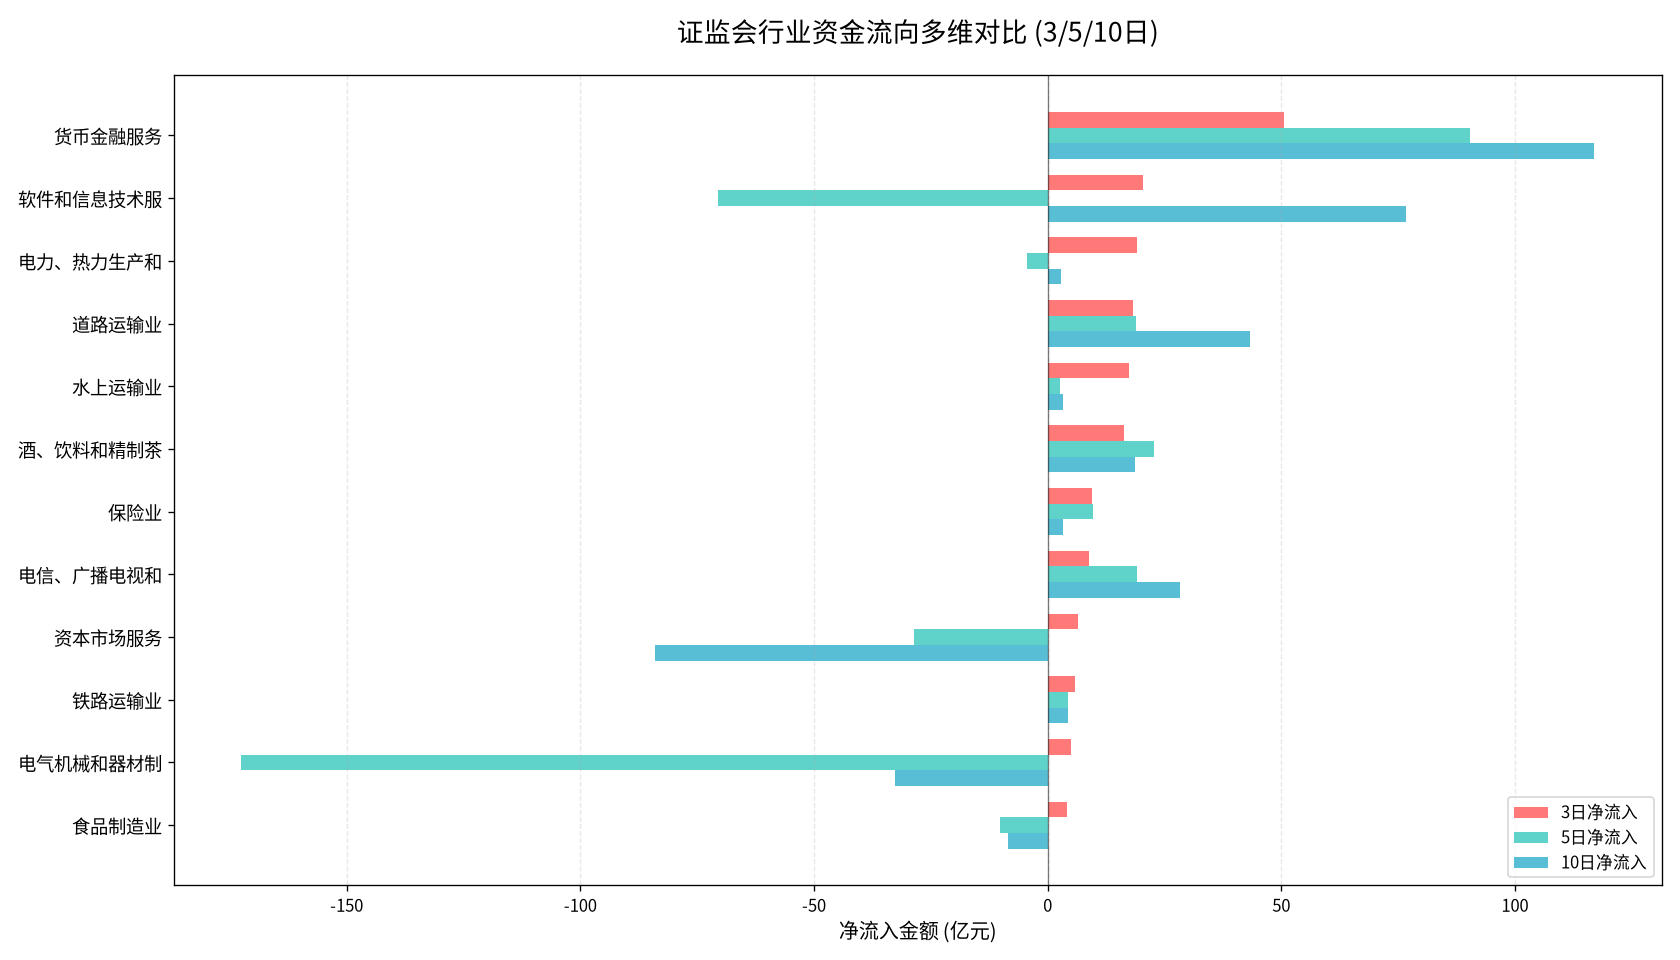 证监会行业资金流向多维对比 (3/5/10日)
货币金融服务
软件和信息技术服
电力、热力生产和
道路运输业
水上运输业
酒、饮料和精制茶
保险业
电信、广播电视和
资本市场服务
铁路运输业
电气机械和器材制
食品制造业
3日净流入
5日净流入
10日净流入
-150 -100 -50 0 50 100
净流入金额 (亿元)